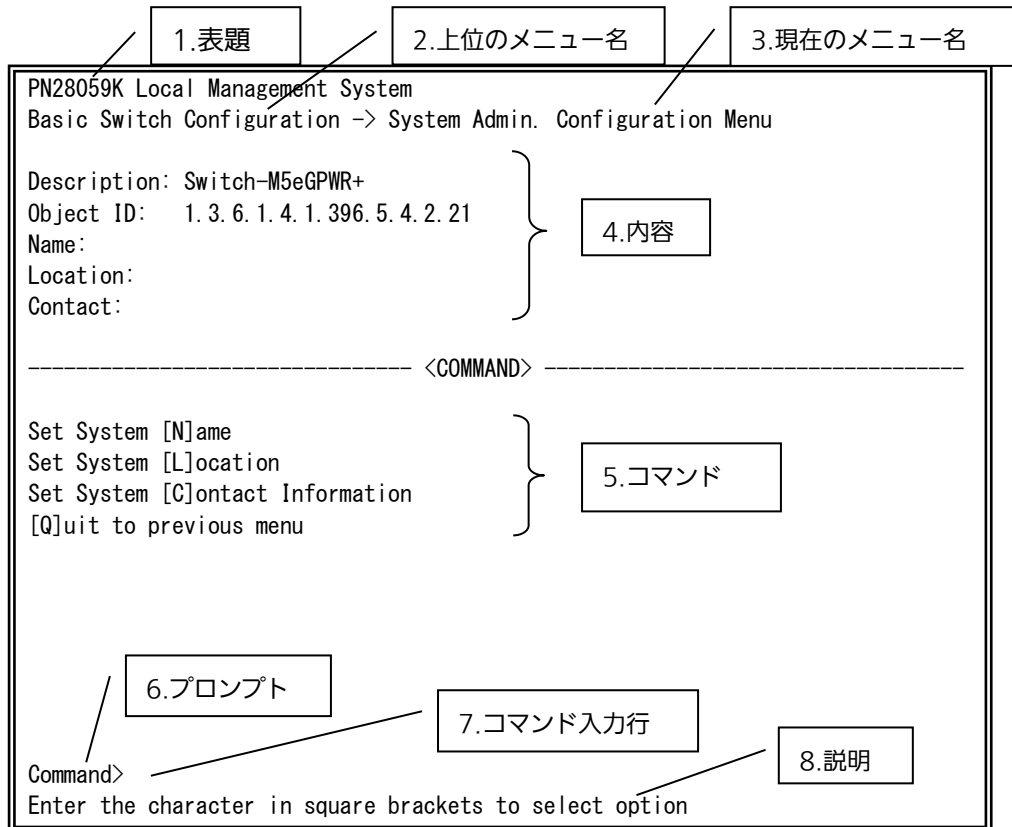 1.表題
2.上位のメニュー名
3.現在のメニュー名
PN28059K Local Management System
Basic Switch Configuration -> System Admin. Configuration Menu
Description: Switch-M5eGPWR+
Object ID: 1.3.6.1.4.1.396.5.4.2.21
Name:
Location:
Contact:
4.内容
-------------------------------- <COMMAND> -----------------------------------
Set System [N]ame
Set System [L]ocation
Set System [C]ontact Information
[Q]uit to previous menu
5.コマンド
6.プロンプト
7.コマンド入力行
8.説明
Command>
Enter the character in square brackets to select option